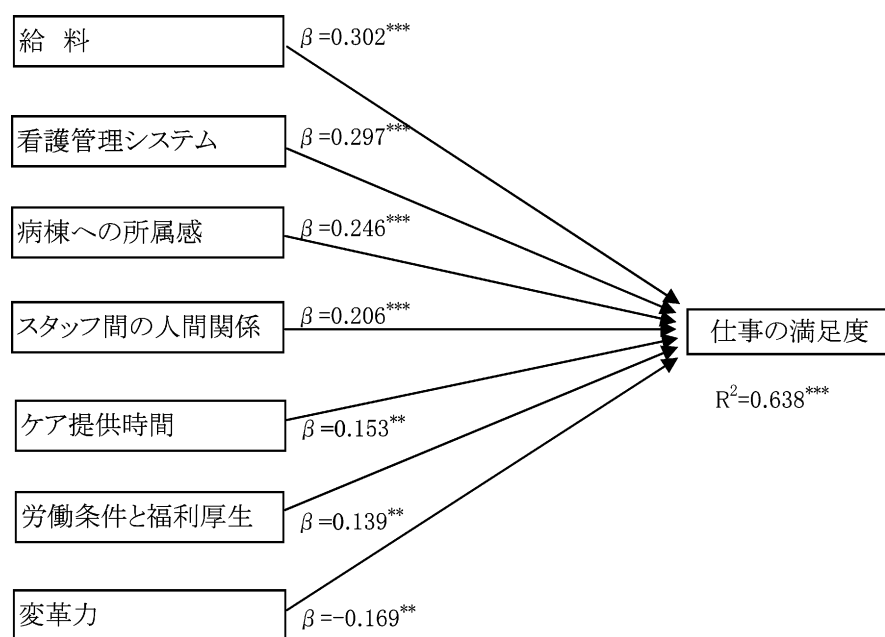 給 料
β=0.302***
看護管理システム
β=0.297***
病棟への所属感
β=0.246***
スタッフ間の人間関係
β=0.206***
仕事の満足度
R²=0.638***
ケア提供時間
β=0.153**
労働条件と福利厚生
β=0.139**
変革力
β=-0.169**